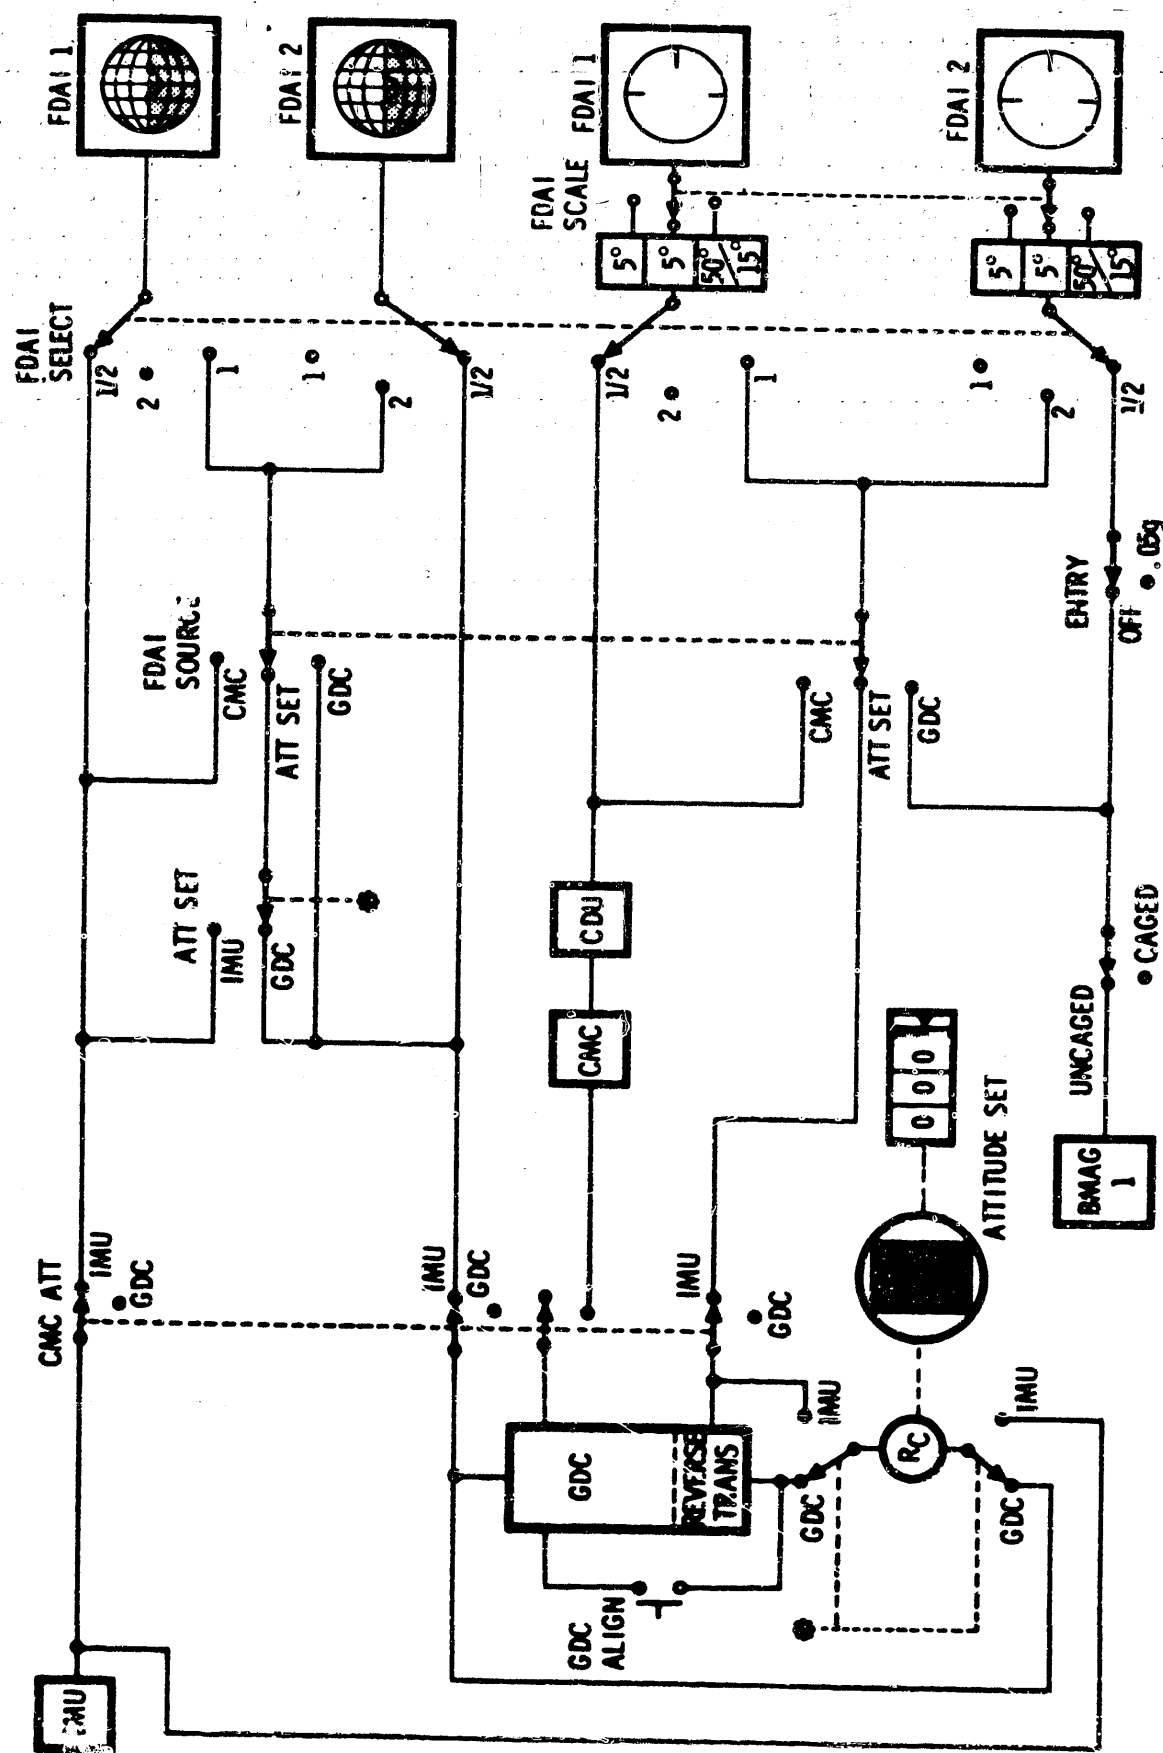 FDAI 1
FDAI 2
FDAI 1
FDAI 2
FDAI
SCALE
5°
5°
50°/15°
5°
5°
50°/15°
FDAI
SELECT
1/2
2
1
1
2
1/2
1/2
2
1
1
2
1/2
FDAI
SOURCE
CMC
ATT SET
GDC
CMC
ATT SET
GDC
ENTRY
OFF
.05g
ATT SET
IMU
GDC
CDU
CMC
UNCAGED
CAGED
BMAG
1
0 0 0
ATTITUDE SET
CMC ATT
IMU
GDC
IMU
GDC
IMU
GDC
IMU
GDC
REVERSE
TRANS
GDC
RC
IMU
GDC
GDC
ALIGN
IMU